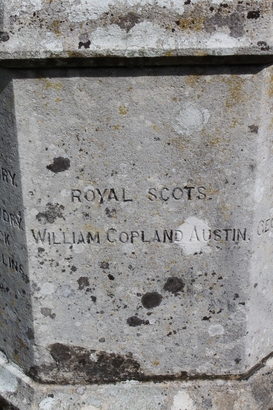 ROYAL SCOTS.
WILLIAM COPLAND AUSTIN.